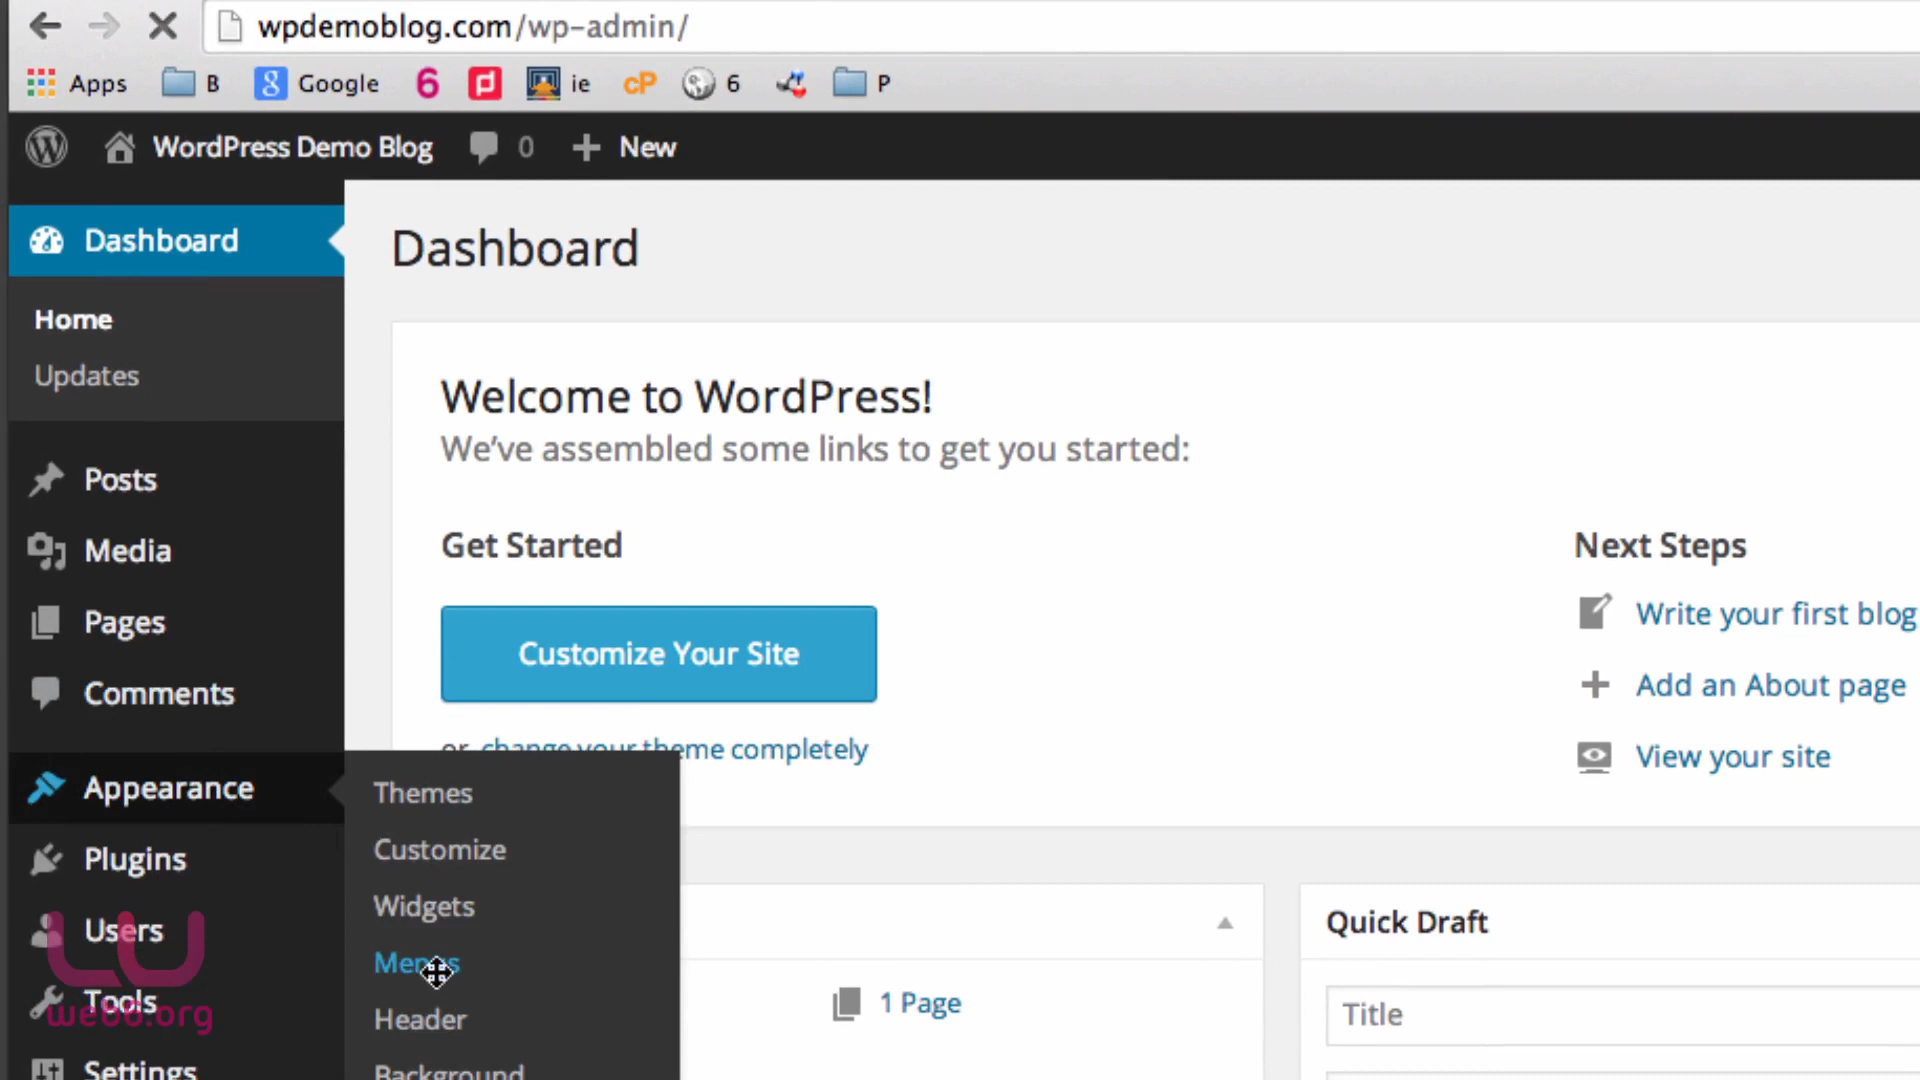 wpdemoblog.com/wp-admin/
Apps B Google 6 ie cP 6 P
WordPress Demo Blog 0 New
Dashboard
Home
Updates
Posts
Media
Pages
Comments
Appearance
Plugins
Users
Tools
Settings
Themes
Customize
Widgets
Menus
Header
Background
Dashboard
Welcome to WordPress!
We've assembled some links to get you started:
Get Started
Customize Your Site
or change your theme completely
Next Steps
Write your first blog
Add an About page
View your site
1 Page
Quick Draft
Title
web6.org